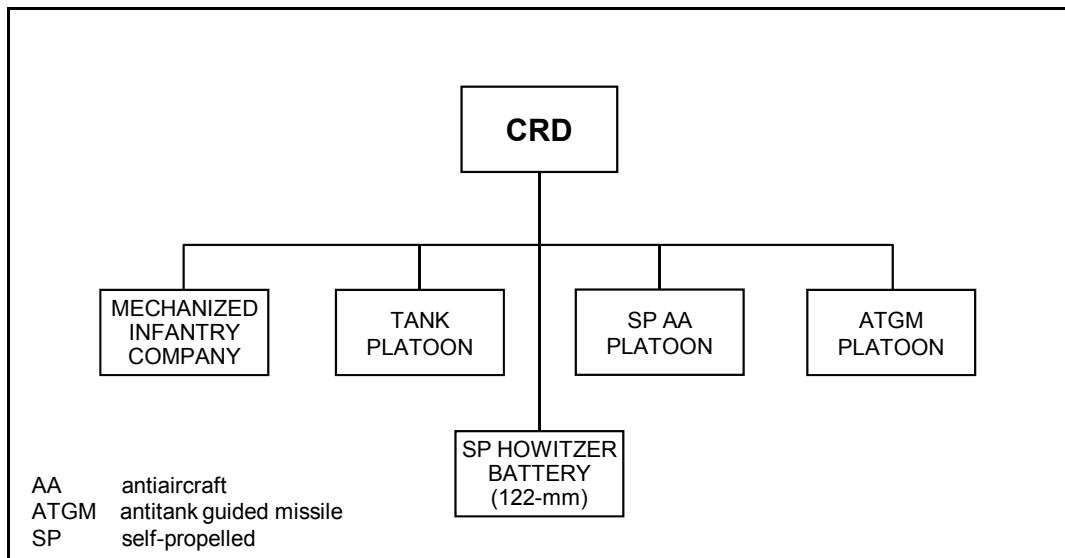 CRD
MECHANIZED
INFANTRY
COMPANY
TANK
PLATOON
SP AA
PLATOON
ATGM
PLATOON
SP HOWITZER
BATTERY
(122-mm)
AA antiaircraft
ATGM antitank guided missile
SP self-propelled